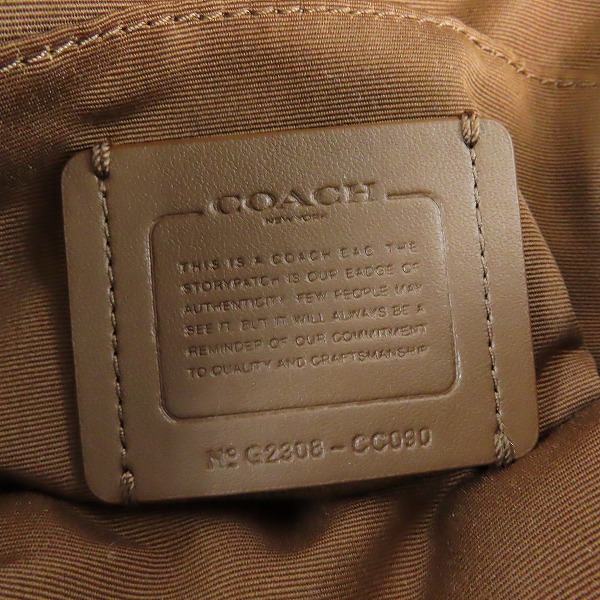 COACH
NEW YORK
THIS IS A COACH BAG. THE
STORYPATCH IS OUR BADGE OF
AUTHENTICITY. FEW PEOPLE MAY
SEE IT, BUT IT WILL ALWAYS BE A
REMINDER OF OUR COMMITMENT
TO QUALITY AND CRAFTSMANSHIP
Nº G2308-CC090